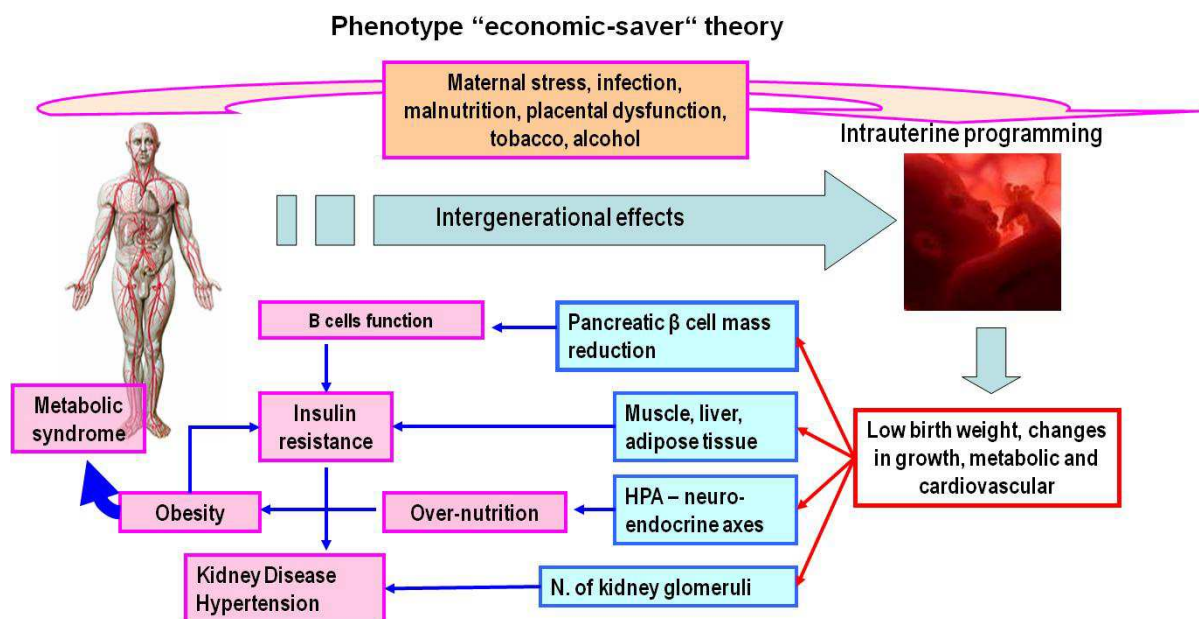 Phenotype “economic-saver“ theory
Maternal stress, infection,
malnutrition, placental dysfunction,
tobacco, alcohol
Intrauterine programming
Intergenerational effects
B cells function
Pancreatic β cell mass
reduction
Metabolic
syndrome
Insulin
resistance
Muscle, liver,
adipose tissue
Low birth weight, changes
in growth, metabolic and
cardiovascular
Obesity
Over-nutrition
HPA – neuro-
endocrine axes
Kidney Disease
Hypertension
N. of kidney glomeruli